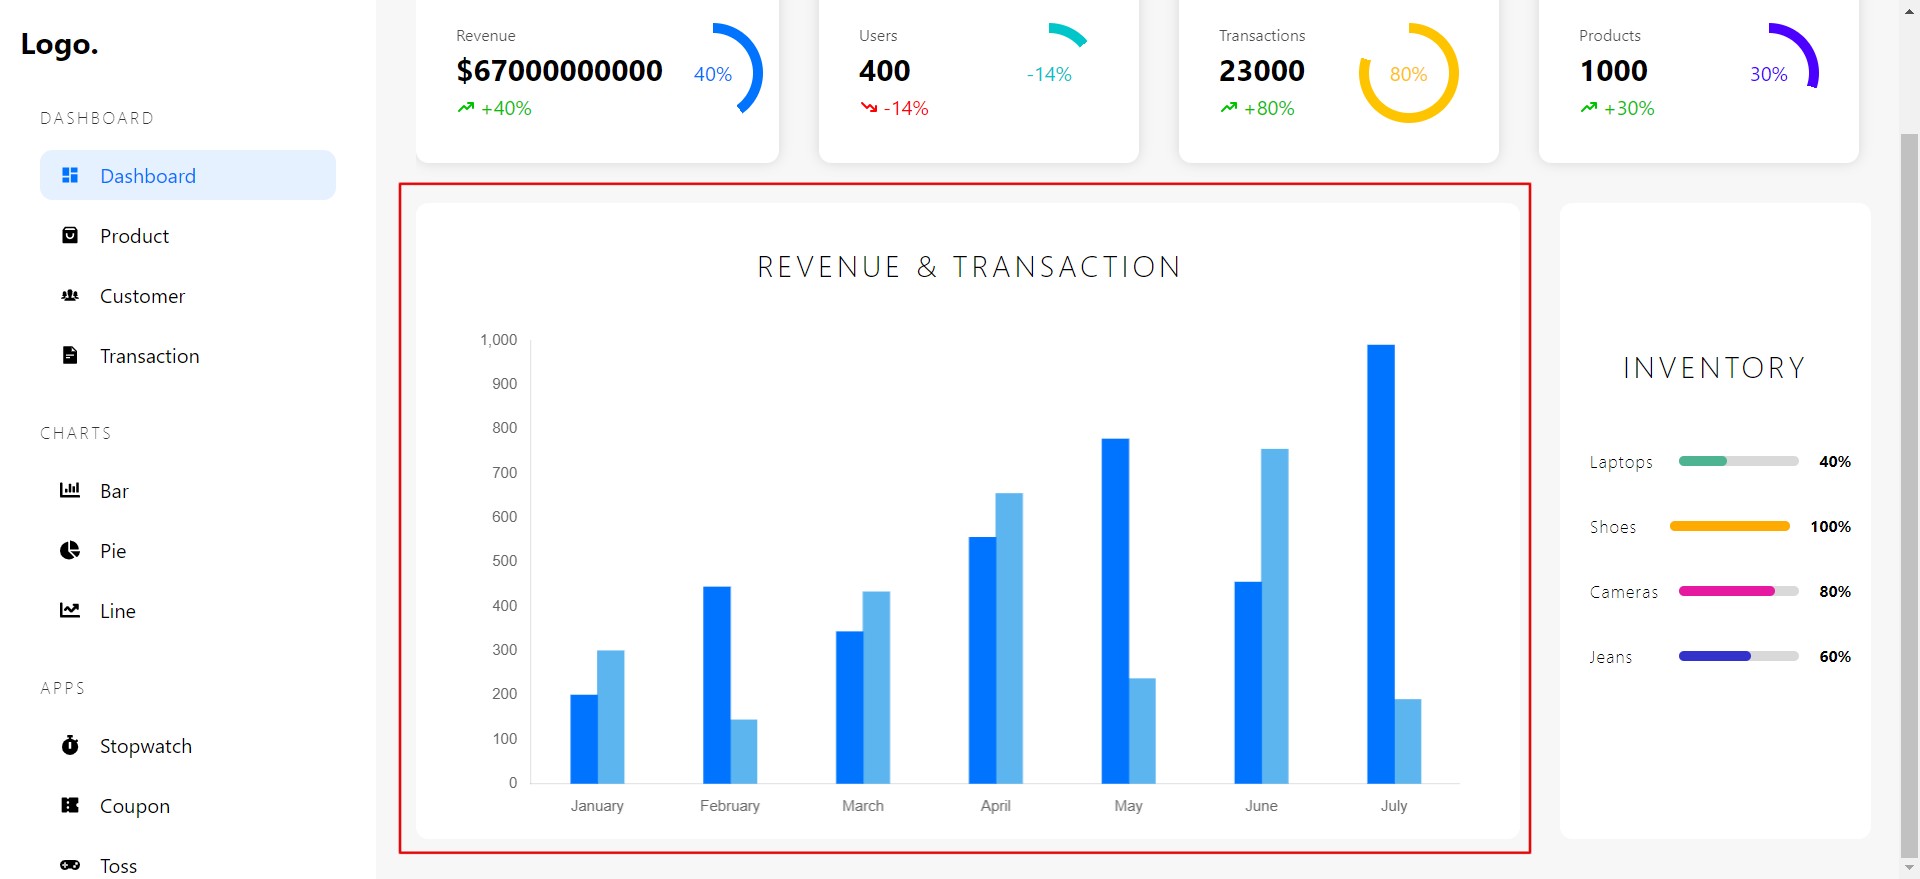 Logo.
DASHBOARD
Dashboard
Product
Customer
Transaction
CHARTS
Bar
Pie
Line
APPS
Stopwatch
Coupon
Toss
Revenue
$67000000000
+40%
40%
Users
400
-14%
-14%
Transactions
23000
+80%
80%
Products
1000
+30%
30%
REVENUE & TRANSACTION
1,000
900
800
700
600
500
400
300
200
100
0
January February March April May June July
INVENTORY
Laptops 40%
Shoes 100%
Cameras 80%
Jeans 60%